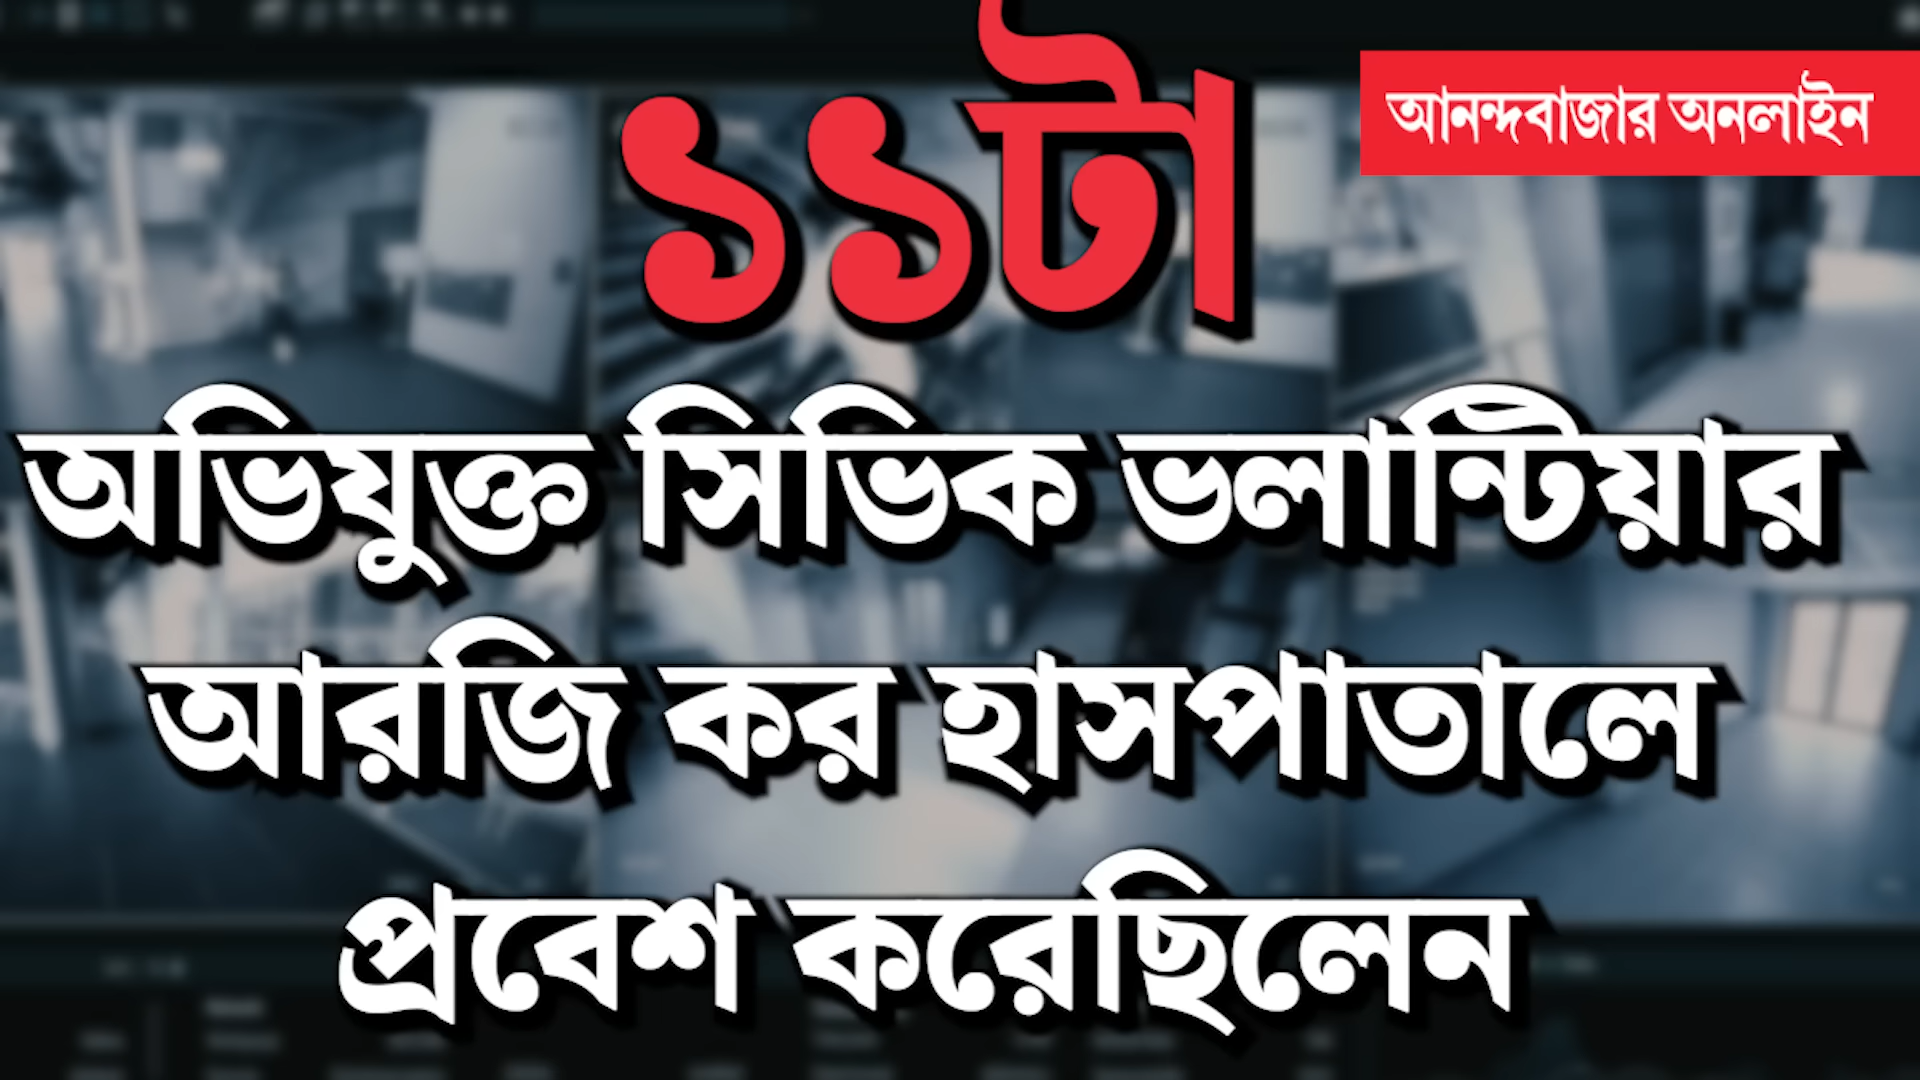 ১১টা
আনন্দবাজার অনলাইন
অভিযুক্ত সিভিক ভলান্টিয়ার
আরজি কর হাসপাতালে
প্রবেশ করেছিলেন